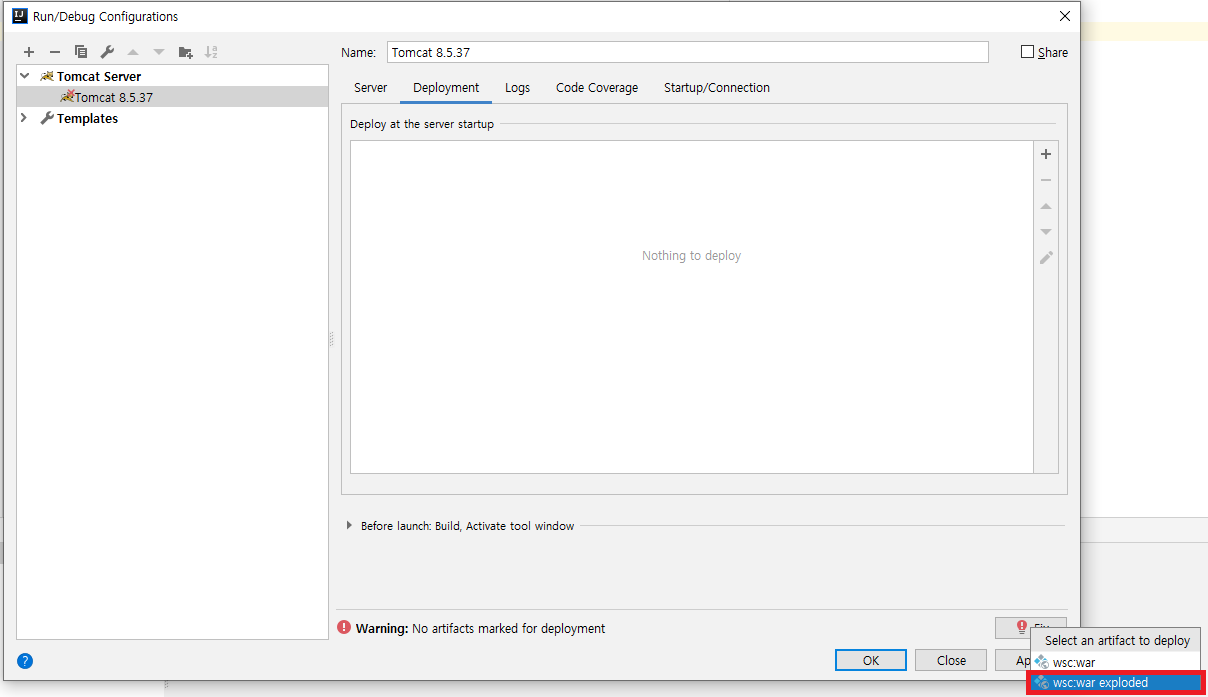 IJ Run/Debug Configurations
Name: Tomcat 8.5.37 Share
Tomcat Server
Tomcat 8.5.37
Templates
Server Deployment Logs Code Coverage Startup/Connection
Deploy at the server startup
Nothing to deploy
Before launch: Build, Activate tool window
Warning: No artifacts marked for deployment
?
OK Close
Select an artifact to deploy
wsc:war
wsc:war exploded